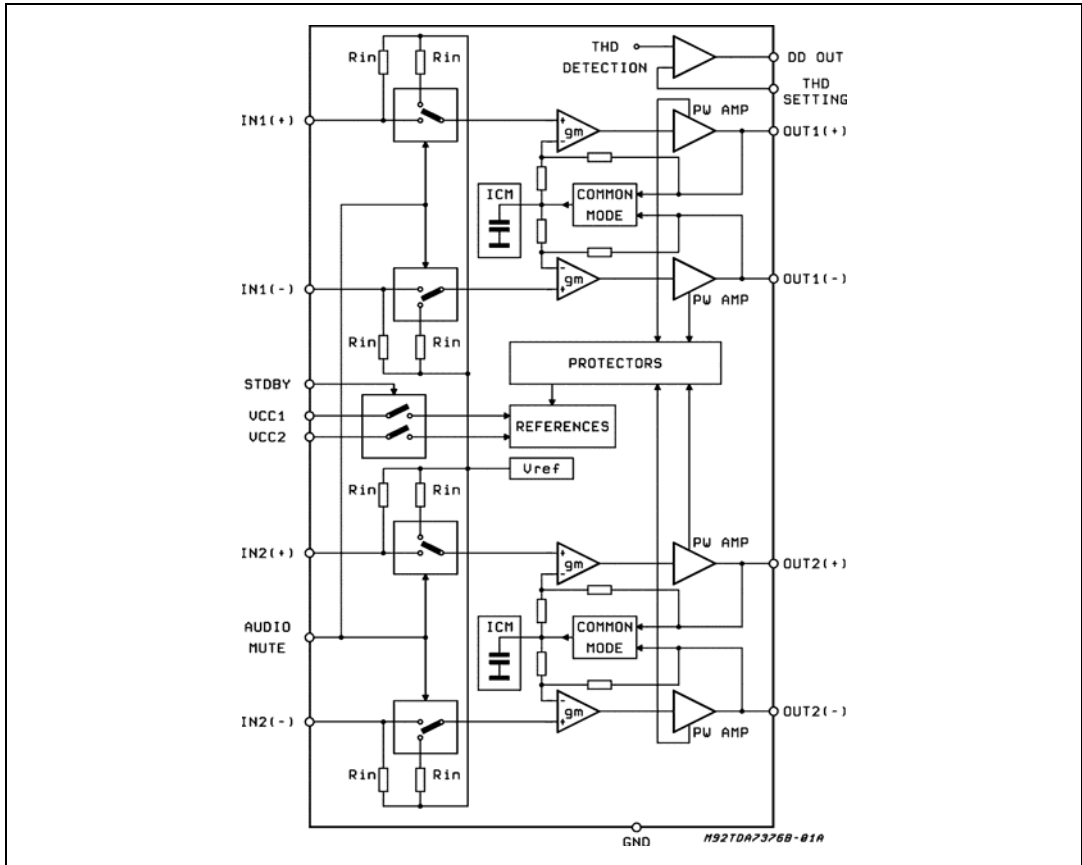 THD
DETECTION
DD OUT
THD
SETTING
Rin
Rin
PW AMP
IN1(+)
gm
OUT1(+)
ICM
COMMON
MODE
IN1(-)
gm
OUT1(-)
PW AMP
Rin
Rin
PROTECTORS
STDBY
VCC1
VCC2
REFERENCES
Vref
Rin
Rin
PW AMP
IN2(+)
gm
OUT2(+)
AUDIO
MUTE
ICM
COMMON
MODE
IN2(-)
gm
OUT2(-)
PW AMP
Rin
Rin
GND
M92TDA7376B-01A